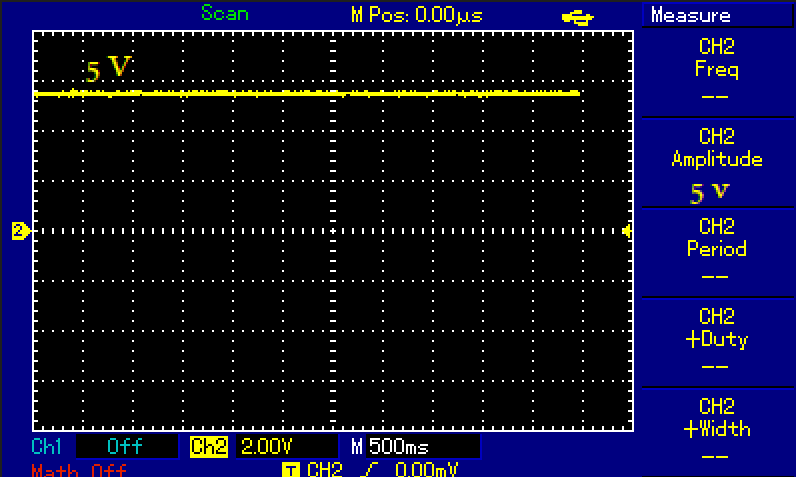 Scan M Pos: 0.00µs Measure
5 V
CH2
Freq
--
CH2
Amplitude
5 v
2
CH2
Period
--
CH2
+Duty
--
CH2
+Width
--
Ch1 Off Ch2 2.00V M 500ms
Math Off T CH2 0.00mV